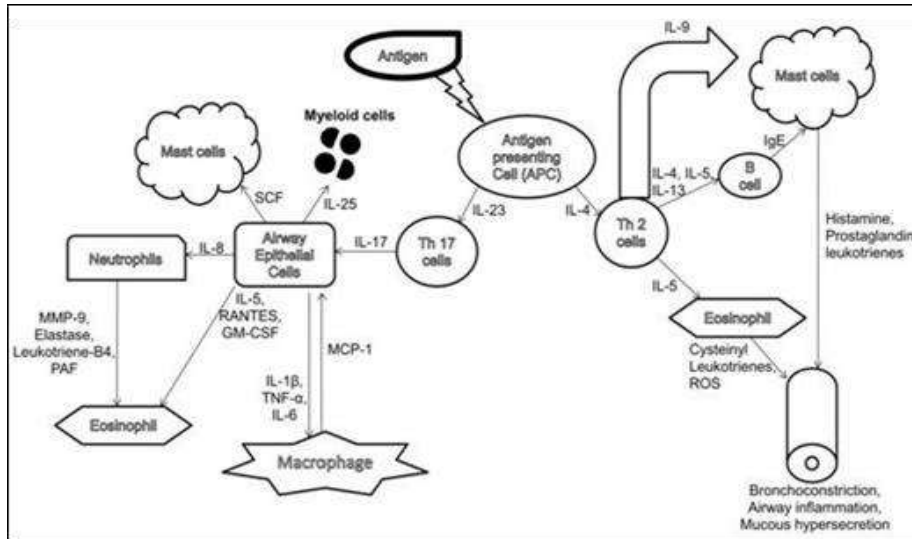 IL-9
Antigen
Mast cells
Myeloid cells
Mast cells
Antigen
presenting
Cell (APC)
IgE
B
cell
IL-4, IL-5,
IL-13
SCF
IL-25
IL-23
IL-4
Th 2
cells
Histamine,
Prostaglandin
leukotrienes
Airway
Epithelial
Cells
IL-17
Th 17
cells
IL-8
Neutrophils
IL-5
IL-5,
RANTES,
GM-CSF
MMP-9,
Elastase,
Leukotriene-B4,
PAF
Eosinophil
MCP-1
Cysteinyl
Leukotrienes,
ROS
IL-1β,
TNF-α,
IL-6
Eosinophil
Macrophage
Bronchoconstriction,
Airway inflammation,
Mucous hypersecretion